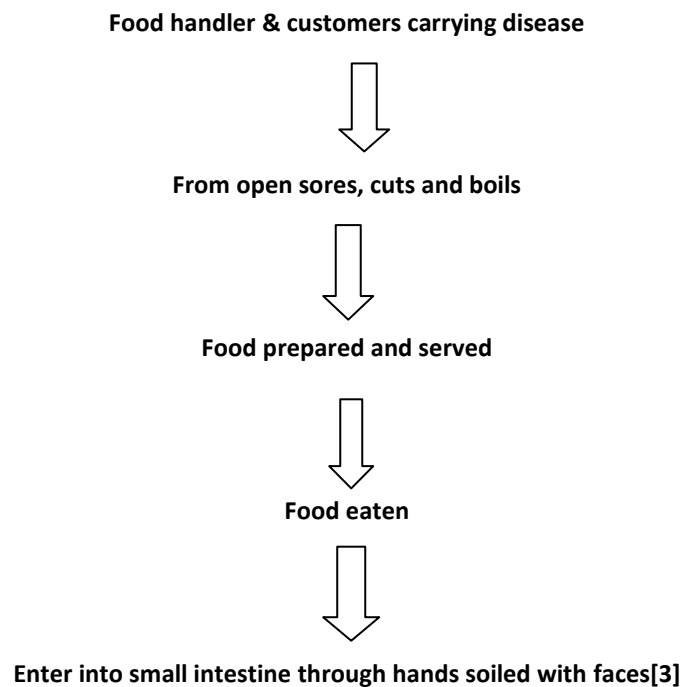 Food handler & customers carrying disease
From open sores, cuts and boils
Food prepared and served
Food eaten
Enter into small intestine through hands soiled with faces[3]